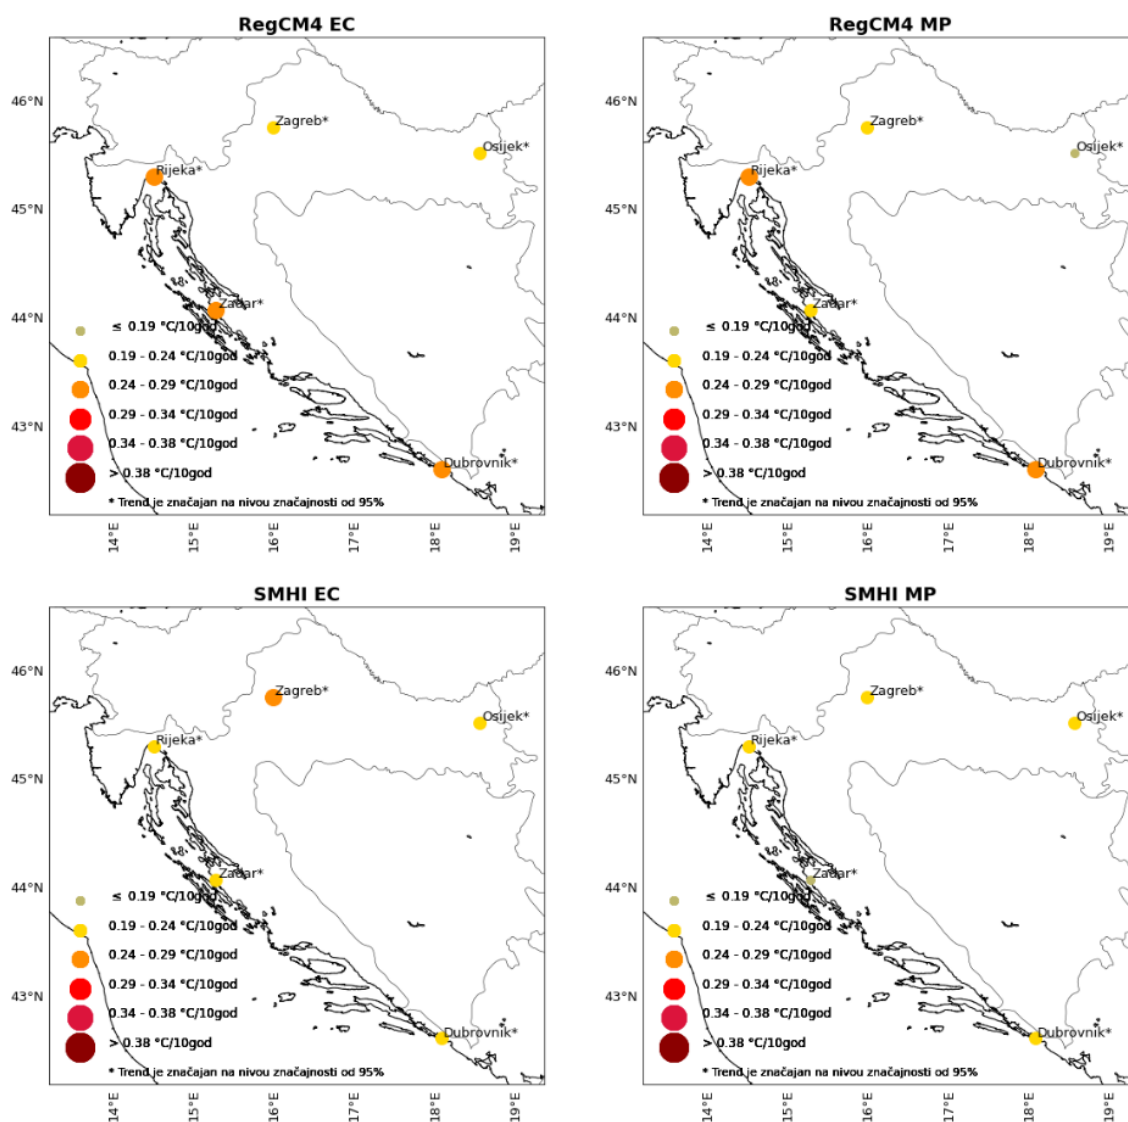 RegCM4 EC
46°N
45°N
44°N
43°N
Zagreb*
Osijek*
Rijeka*
Zadar*
Dubrovnik*
≤ 0.19 °C/10god
0.19 - 0.24 °C/10god
0.24 - 0.29 °C/10god
0.29 - 0.34 °C/10god
0.34 - 0.38 °C/10god
> 0.38 °C/10god
* Trend je značajan na nivou značajnosti od 95%
14°E
15°E
16°E
17°E
18°E
19°E
RegCM4 MP
46°N
45°N
44°N
43°N
Zagreb*
Osijek*
Rijeka*
Zadar*
Dubrovnik*
≤ 0.19 °C/10god
0.19 - 0.24 °C/10god
0.24 - 0.29 °C/10god
0.29 - 0.34 °C/10god
0.34 - 0.38 °C/10god
> 0.38 °C/10god
* Trend je značajan na nivou značajnosti od 95%
14°E
15°E
16°E
17°E
18°E
19°E
SMHI EC
46°N
45°N
44°N
43°N
Zagreb*
Osijek*
Rijeka*
Zadar*
Dubrovnik*
≤ 0.19 °C/10god
0.19 - 0.24 °C/10god
0.24 - 0.29 °C/10god
0.29 - 0.34 °C/10god
0.34 - 0.38 °C/10god
> 0.38 °C/10god
* Trend je značajan na nivou značajnosti od 95%
14°E
15°E
16°E
17°E
18°E
19°E
SMHI MP
46°N
45°N
44°N
43°N
Zagreb*
Osijek*
Rijeka*
Zadar*
Dubrovnik*
≤ 0.19 °C/10god
0.19 - 0.24 °C/10god
0.24 - 0.29 °C/10god
0.29 - 0.34 °C/10god
0.34 - 0.38 °C/10god
> 0.38 °C/10god
* Trend je značajan na nivou značajnosti od 95%
14°E
15°E
16°E
17°E
18°E
19°E